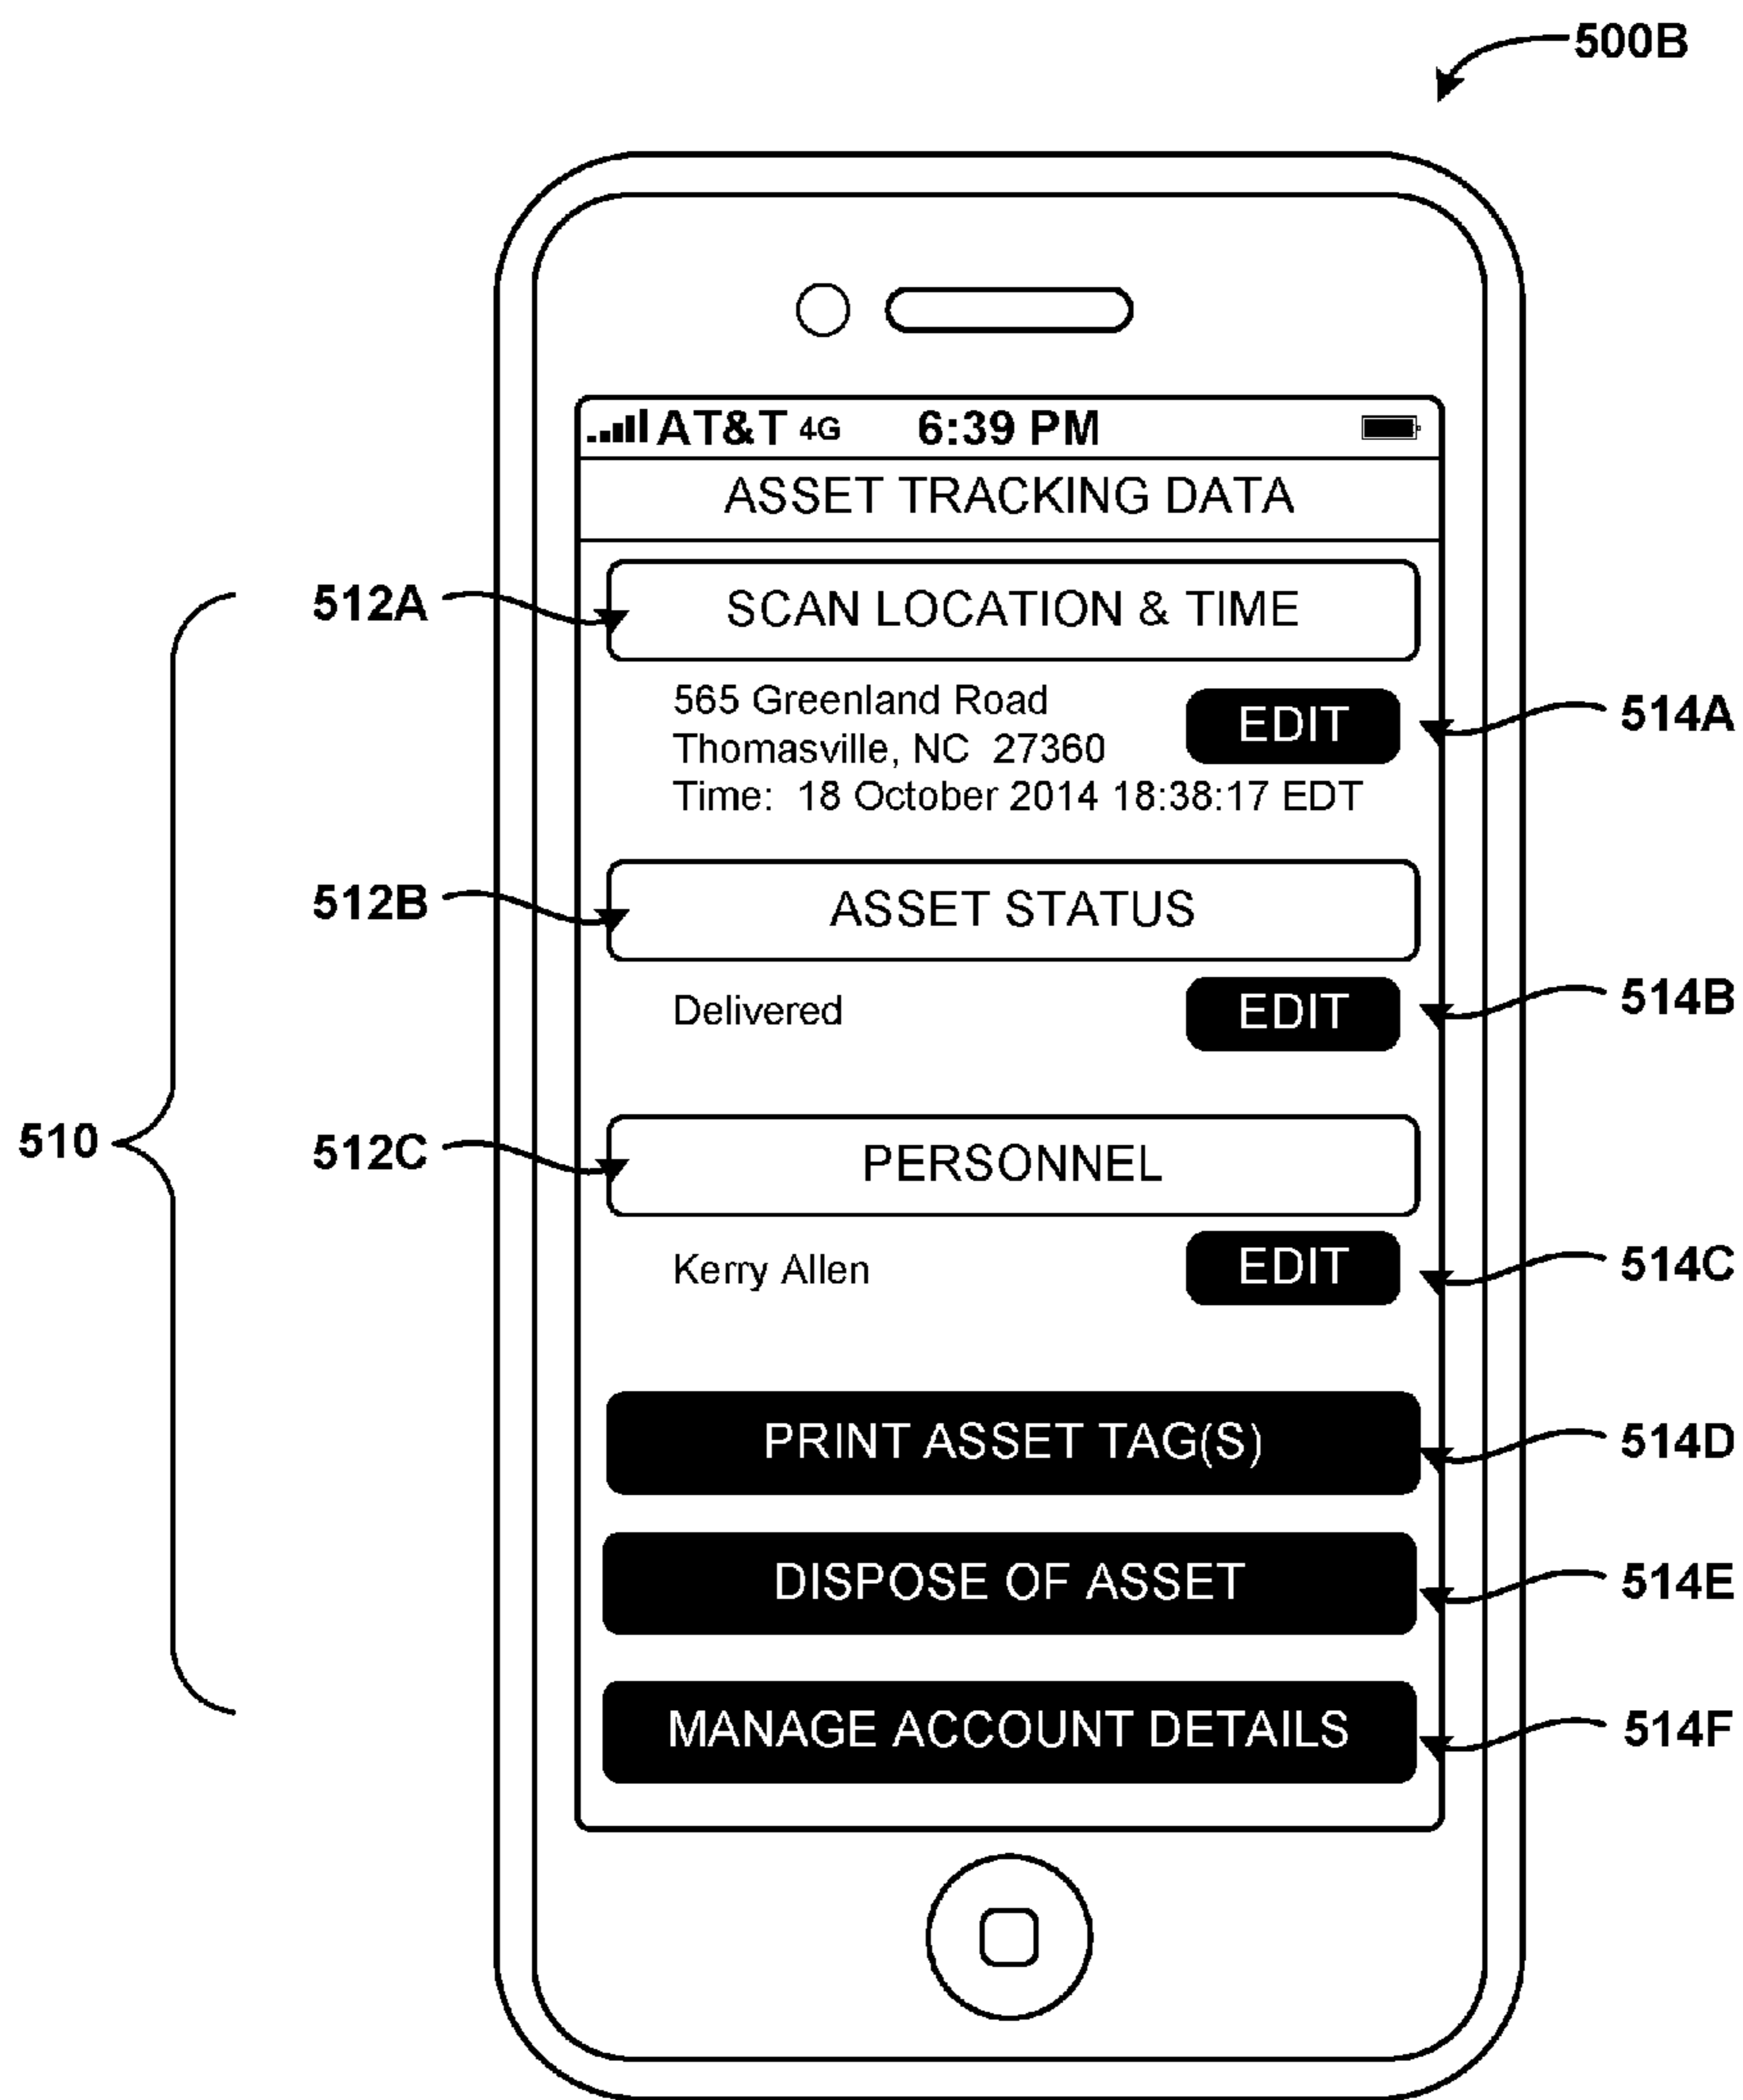 500B
AT&T 4G 6:39 PM
ASSET TRACKING DATA
512A
SCAN LOCATION & TIME
565 Greenland Road
Thomasville, NC 27360
Time: 18 October 2014 18:38:17 EDT
EDIT
514A
512B
ASSET STATUS
Delivered
EDIT
514B
510
512C
PERSONNEL
Kerry Allen
EDIT
514C
PRINT ASSET TAG(S)
514D
DISPOSE OF ASSET
514E
MANAGE ACCOUNT DETAILS
514F